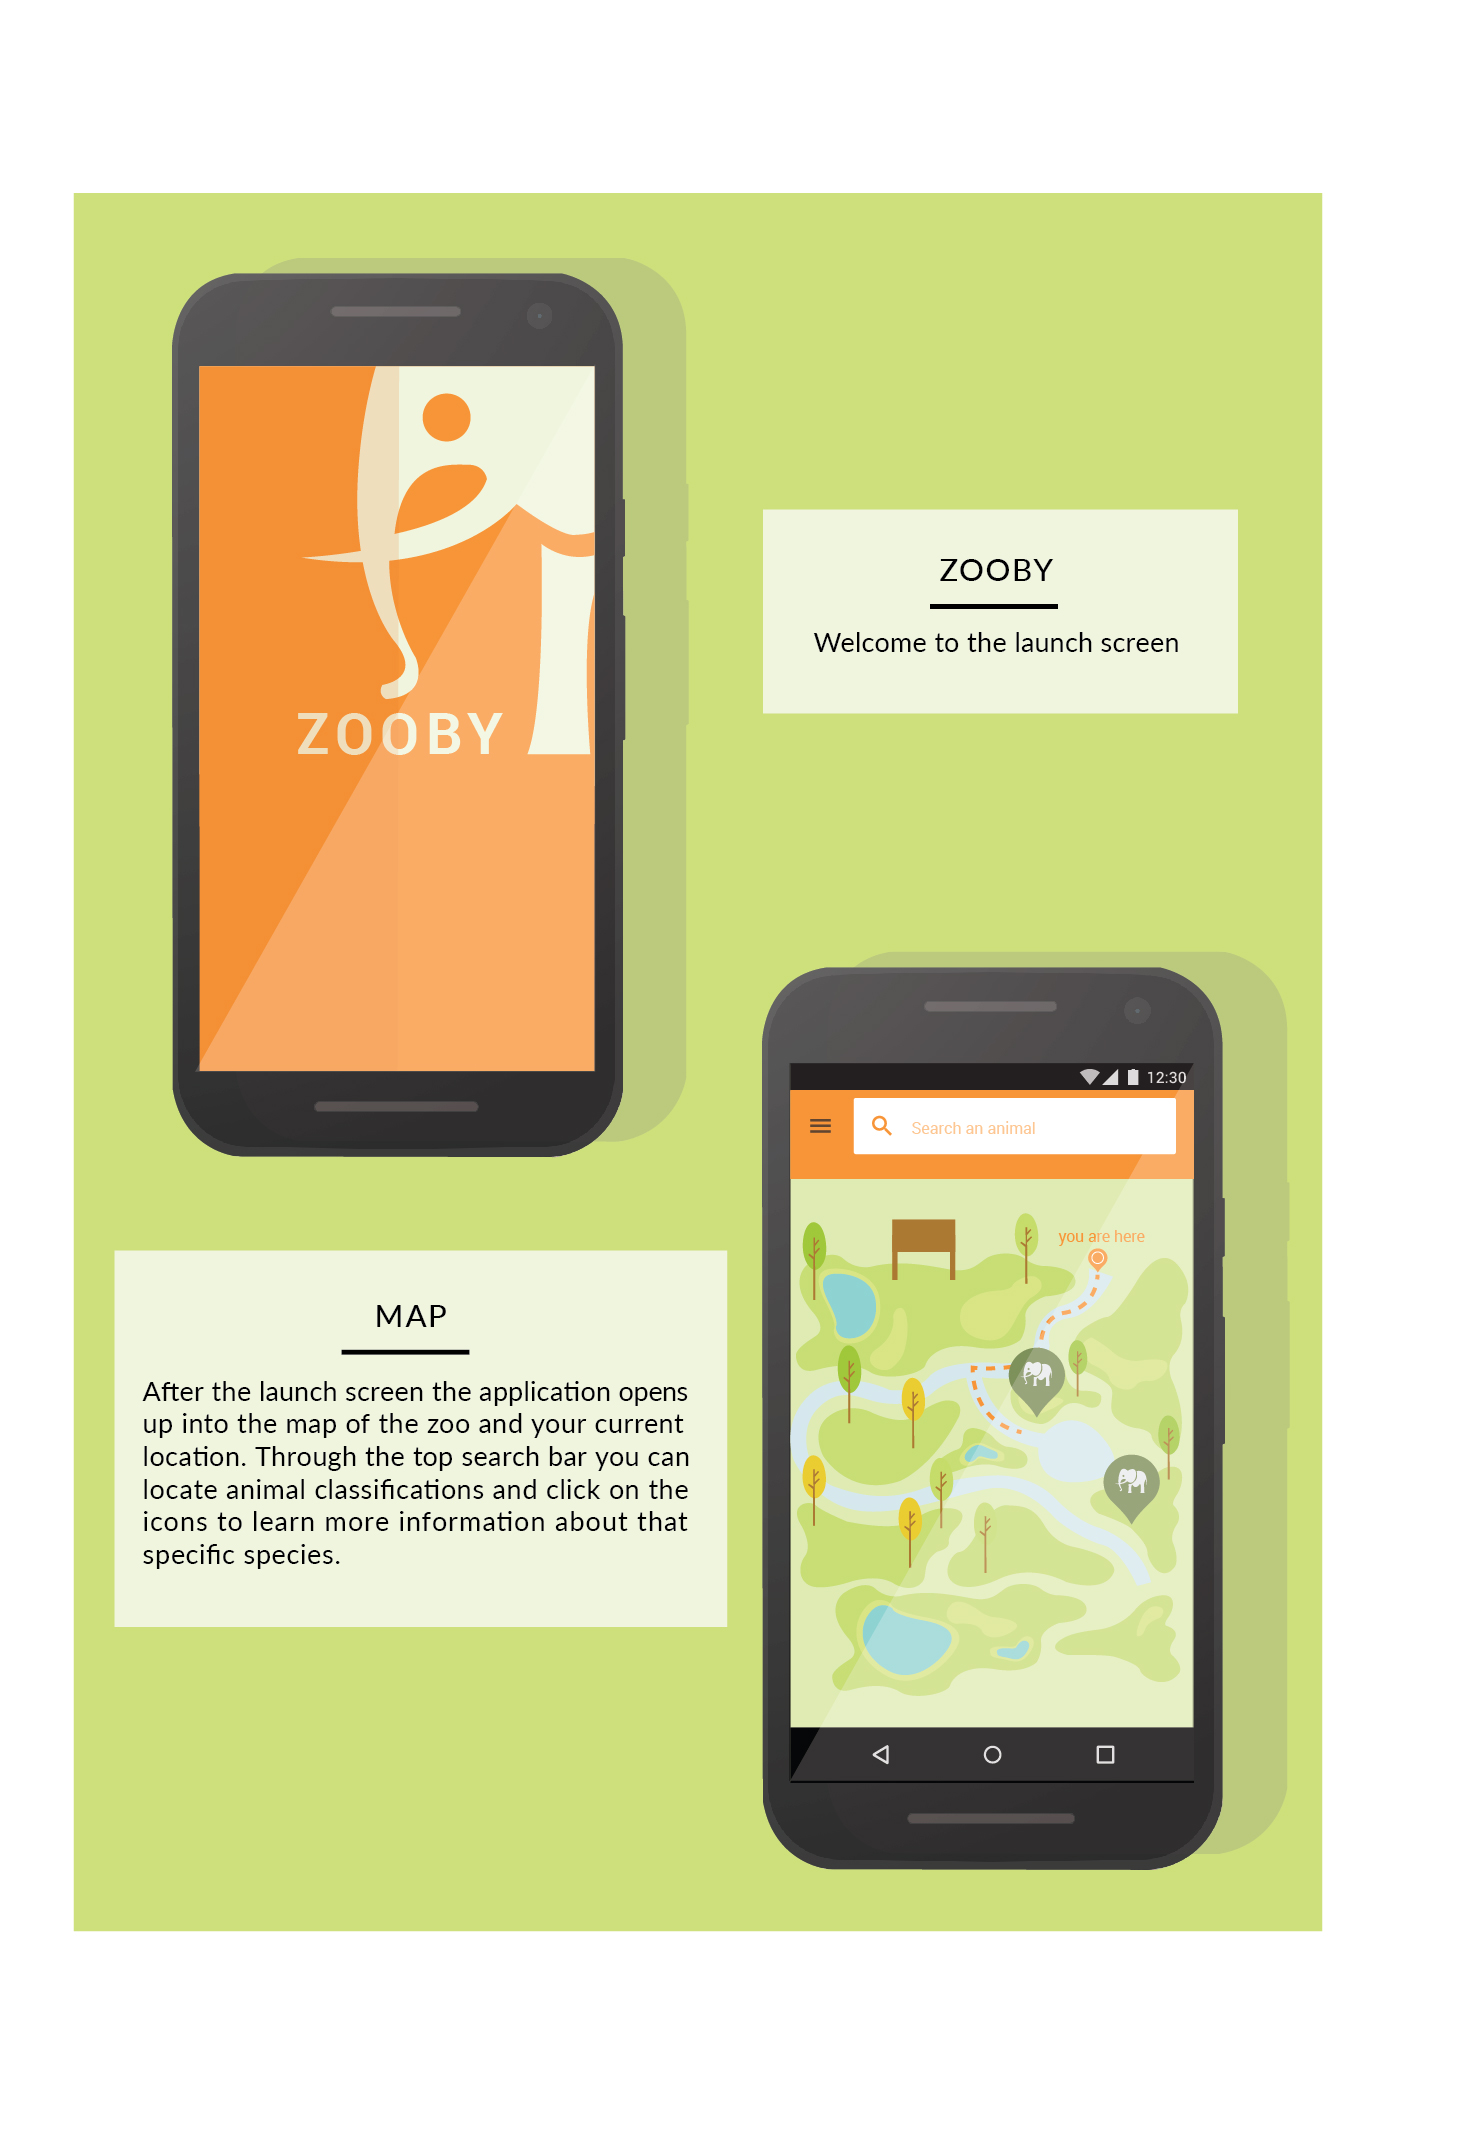 ZOOBY
ZOOBY
Welcome to the launch screen
12:30
Search an animal
you are here
MAP
After the launch screen the application opens
up into the map of the zoo and your current
location. Through the top search bar you can
locate animal classifications and click on the
icons to learn more information about that
specific species.